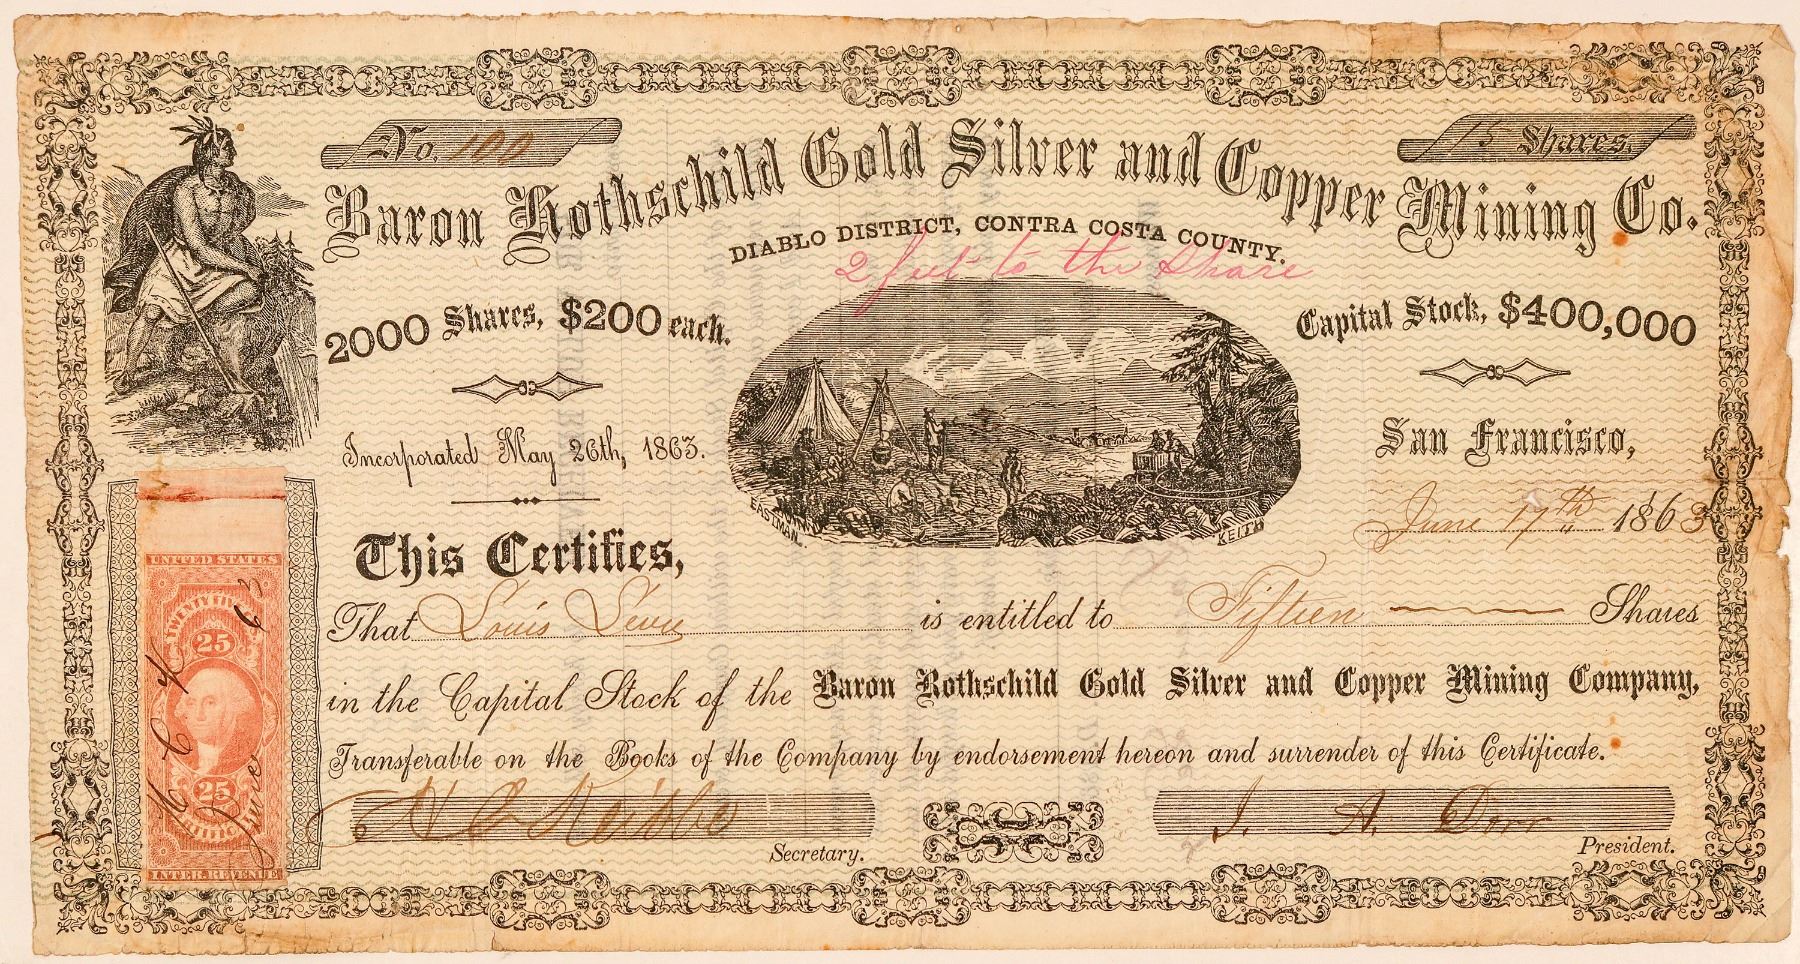 No. 100
15 Shares.
Baron Rothschild Gold Silver and Copper Mining Co.
DIABLO DISTRICT, CONTRA COSTA COUNTY.
2 feet to the Share
2000 Shares, $200 each.
Capital Stock, $400,000
Incorporated May 26th, 1863.
San Francisco,
EASTMAN.
KEITH
June 17th 1863
This Certifies,
That Louis Levy is entitled to Fifteen Shares
in the Capital Stock of the Baron Rothschild Gold Silver and Copper Mining Company,
Transferable on the Books of the Company by endorsement hereon and surrender of this Certificate.
Secretary.
J. A. Dorr
President.
UNITED STATES
25
25
INTER. REVENUE